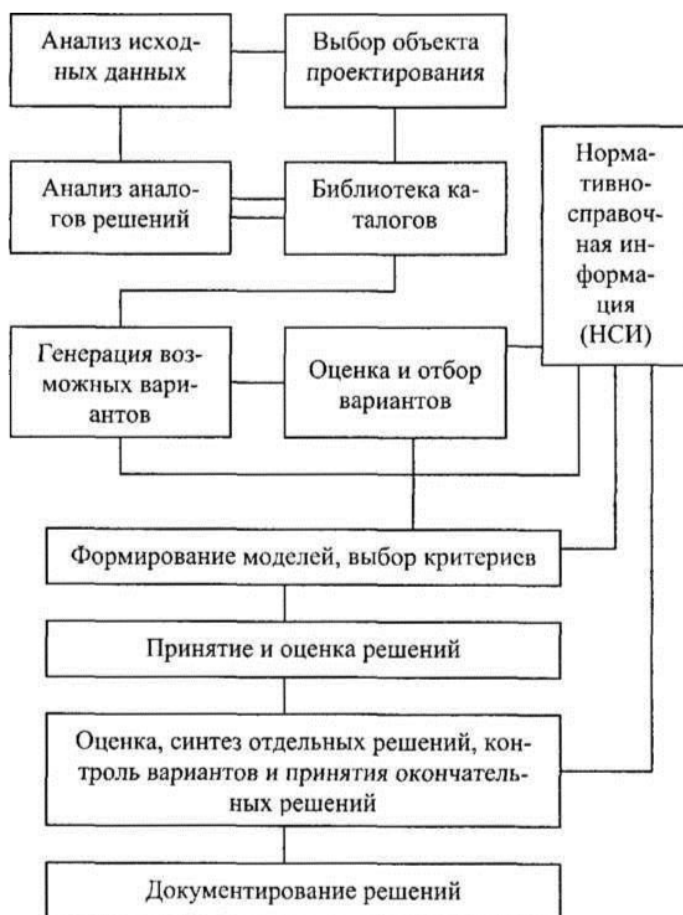 Анализ исход-
ных данных
Выбор объекта
проектирования
Анализ анало-
гов решений
Библиотека ка-
талогов
Норма-
тивно-
справоч-
ная ин-
форма-
ция
(НСИ)
Генерация воз-
можных вари-
антов
Оценка и отбор
вариантов
Формирование моделей, выбор критериев
Принятие и оценка решений
Оценка, синтез отдельных решений, кон-
троль вариантов и принятия окончатель-
ных решений
Документирование решений